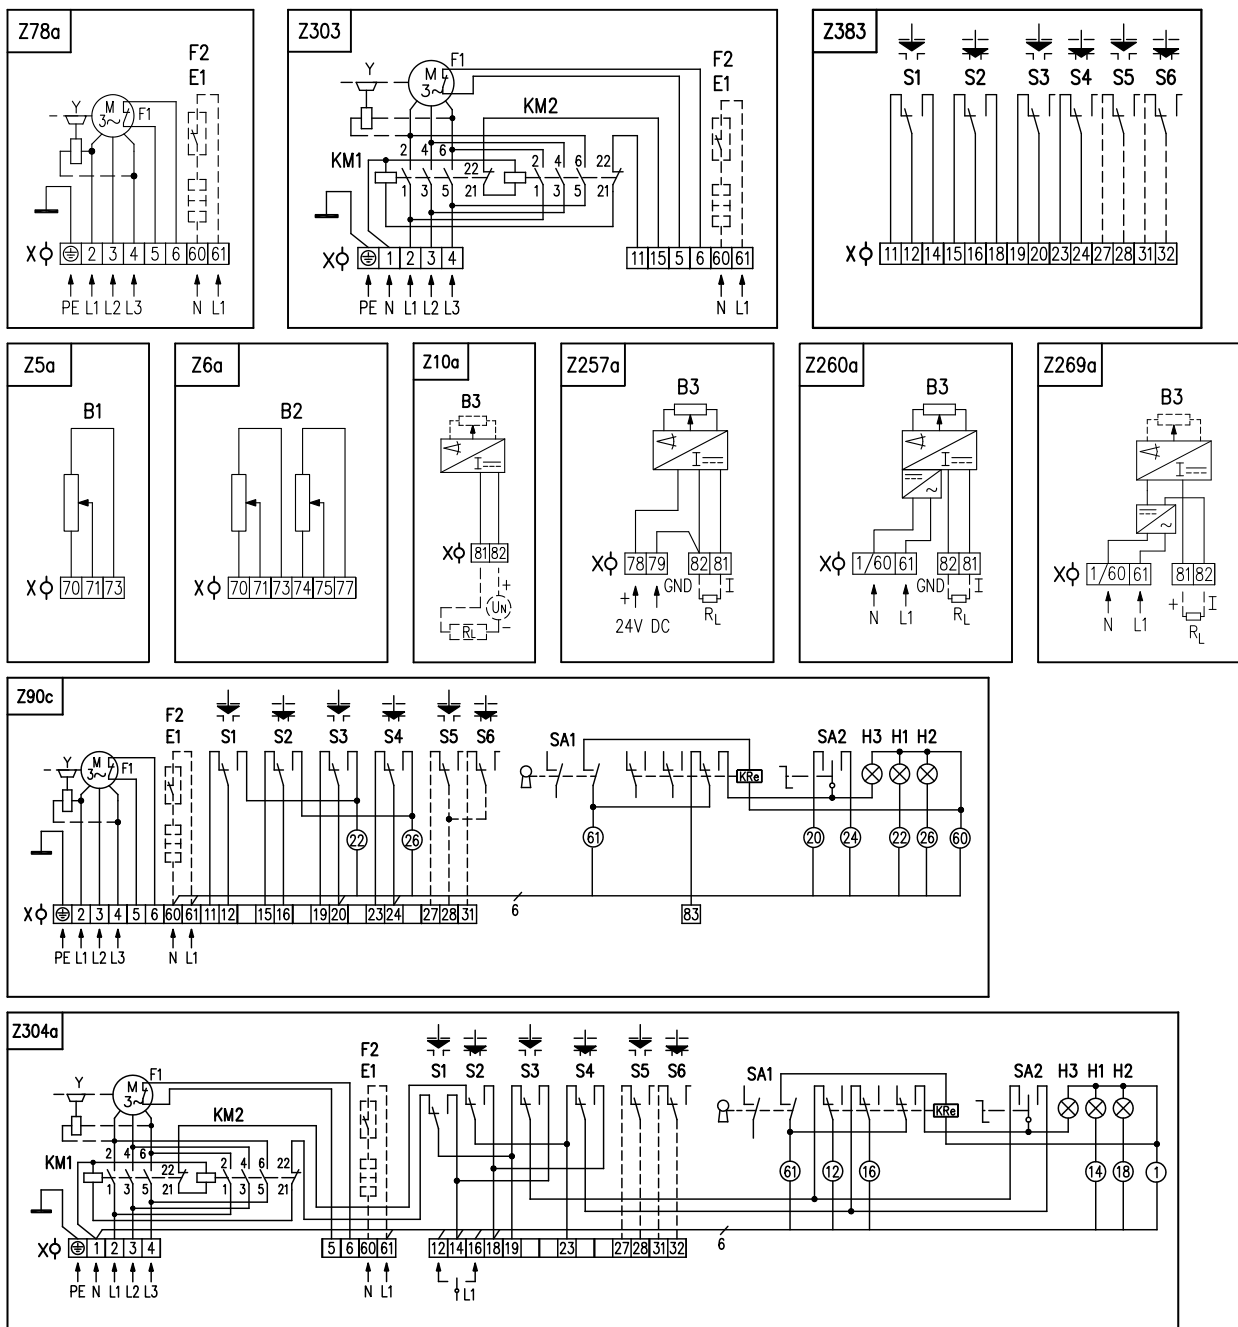 Z78a
F2
E1
Y
M
3~
F1
X
2 3 4 5 6 60 61
PE L1 L2 L3 N L1
Z303
F2
E1
Y
M
3~
F1
KM2
KM1
2 4 6 22 2 4 6 22
1 3 5 21 1 3 5 21
X
1 2 3 4 11 15 5 6 60 61
PE N L1 L2 L3 N L1
Z383
S1 S2 S3 S4 S5 S6
X
11 12 14 15 16 18 19 20 23 24 27 28 31 32
Z5a
B1
X
70 71 73
Z6a
B2
X
70 71 73 74 75 77
Z10a
B3
I
X
81 82
+
UN
RL
−
Z257a
B3
I
X
78 79 82 81
GND I
+
24V DC
RL
Z260a
B3
I
~
X
1/60 61 82 81
GND I
N L1 RL
Z269a
B3
I
~
X
1/60 61 81 82
+ I
N L1 RL
Z90c
F2
E1
S1 S2 S3 S4 S5 S6
SA1
SA2 H3 H1 H2
Y
M
3~
F1
KRe
22 26 61 20 24 22 26 60
X
2 3 4 5 6 60 61 11 12 15 16 19 20 23 24 27 28 31
6
83
PE L1 L2 L3 N L1
Z304a
F2
E1
S1 S2 S3 S4 S5 S6
SA1
SA2 H3 H1 H2
Y
M
3~
F1
KM2
KM1
KRe
2 4 6 22 2 4 6 22
1 3 5 21 1 3 5 21
61 12 16 14 18 1
X
1 2 3 4 5 6 60 61 12 14 16 18 19 23 27 28 31 32
6
PE N L1 L2 L3 N L1 L1